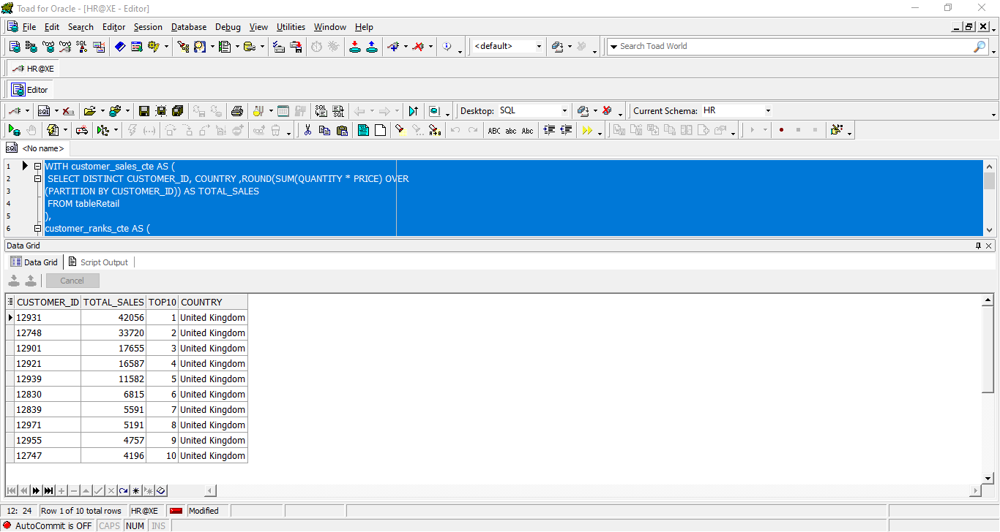 Toad for Oracle - [HR@XE - Editor]
File Edit Search Editor Session Database Debug View Utilities Window Help
<default> Search Toad World
HR@XE
Editor
SQL Desktop: SQL Current Schema: HR
ABC abc Abc
SQL <No name>
1 WITH customer_sales_cte AS (
2 SELECT DISTINCT CUSTOMER_ID, COUNTRY ,ROUND(SUM(QUANTITY * PRICE) OVER
3 (PARTITION BY CUSTOMER_ID)) AS TOTAL_SALES
4 FROM tableRetail
5 ),
6 customer_ranks_cte AS (
Data Grid
Data Grid Script Output
Cancel
CUSTOMER_ID TOTAL_SALES TOP10 COUNTRY
12931 42056 1 United Kingdom
12748 33720 2 United Kingdom
12901 17655 3 United Kingdom
12921 16587 4 United Kingdom
12939 11582 5 United Kingdom
12830 6815 6 United Kingdom
12839 5591 7 United Kingdom
12971 5191 8 United Kingdom
12955 4757 9 United Kingdom
12747 4196 10 United Kingdom
12: 24 Row 1 of 10 total rows HR@XE Modified
AutoCommit is OFF CAPS NUM INS